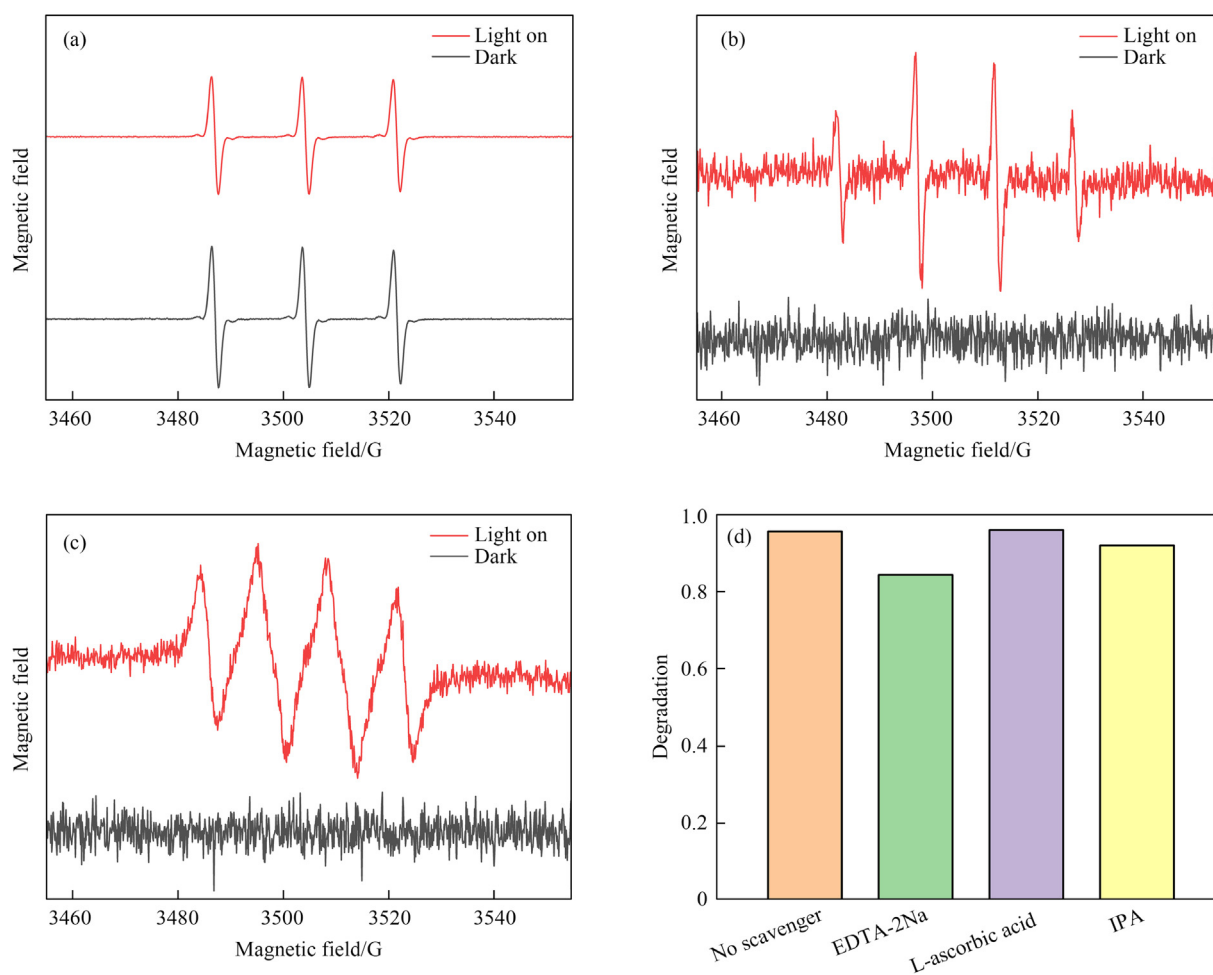 (a)
Light on
Dark
Magnetic field
3460 3480 3500 3520 3540
Magnetic field/G
(b)
Light on
Dark
Magnetic field
3460 3480 3500 3520 3540
Magnetic field/G
(c)
Light on
Dark
Magnetic field
3460 3480 3500 3520 3540
Magnetic field/G
(d)
1.0
0.8
0.6
0.4
0.2
0
Degradation
No scavenger
EDTA-2Na
L-ascorbic acid
IPA